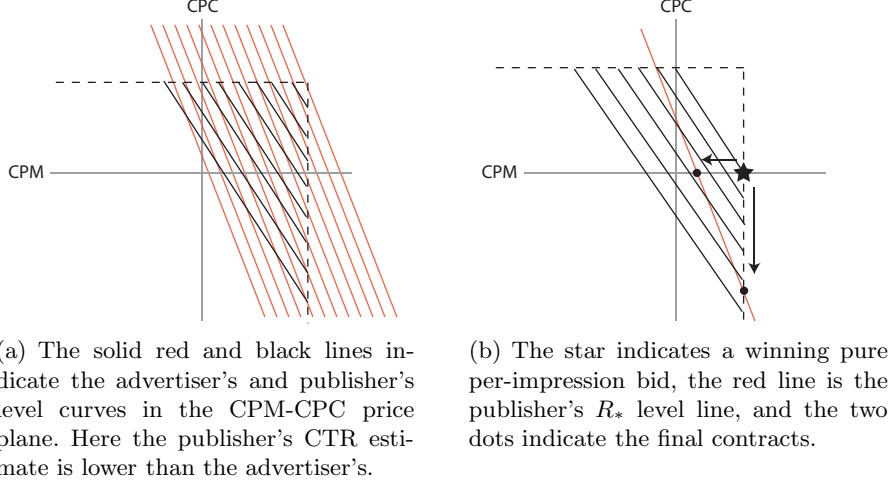 CPC
CPM
(a) The solid red and black lines in-
dicate the advertiser's and publisher's
level curves in the CPM-CPC price
plane. Here the publisher's CTR esti-
mate is lower than the advertiser's.
CPC
CPM
(b) The star indicates a winning pure
per-impression bid, the red line is the
publisher's R* level line, and the two
dots indicate the final contracts.